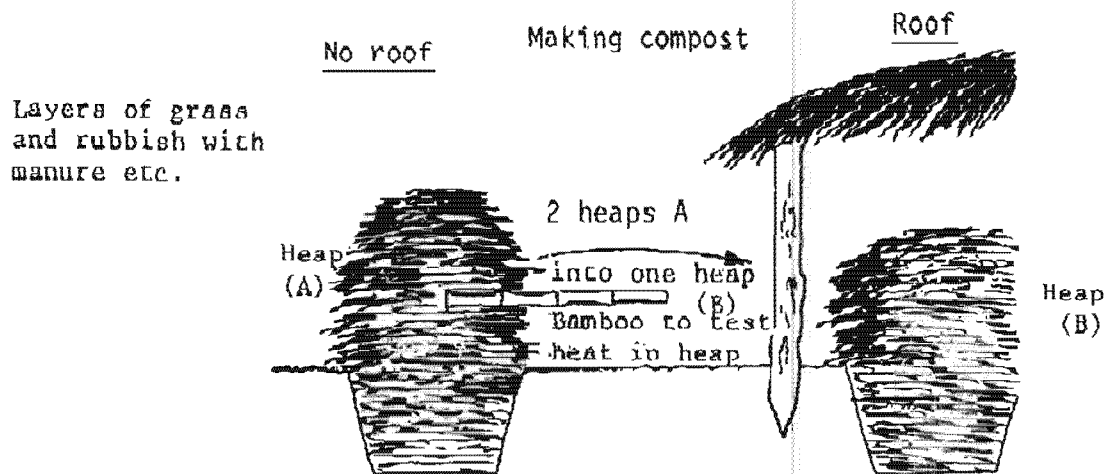 Making compost
No roof
Roof
Layers of grass
and rubbish with
manure etc.
2 heaps A
Heap
(A)
into one heap
(B)
Bamboo to test
heat in heap
Heap
(B)